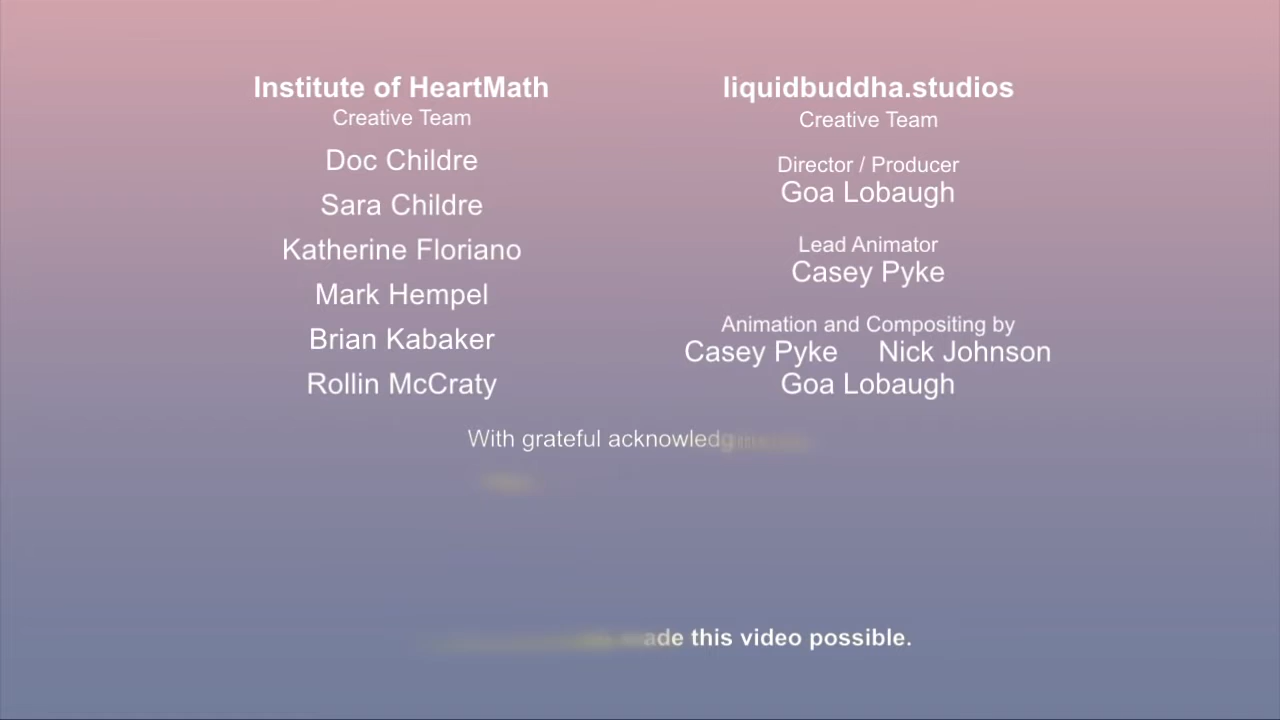 Institute of HeartMath
Creative Team
Doc Childre
Sara Childre
Katherine Floriano
Mark Hempel
Brian Kabaker
Rollin McCraty
liquidbuddha.studios
Creative Team
Director / Producer
Goa Lobaugh
Lead Animator
Casey Pyke
Animation and Compositing by
Casey Pyke Nick Johnson
Goa Lobaugh
With grateful
this video possible.